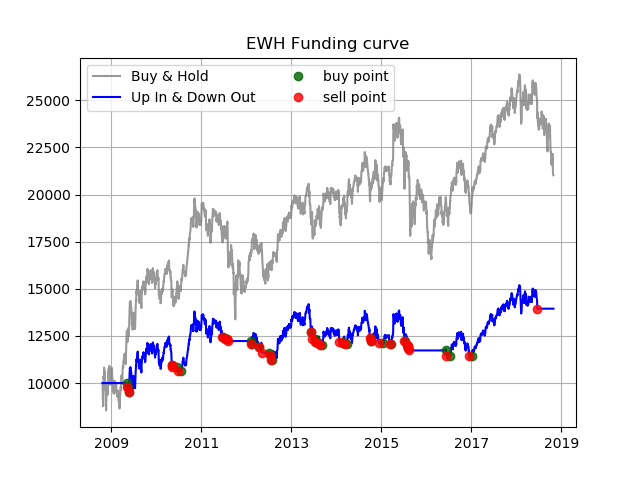 EWH Funding curve
Buy & Hold
Up In & Down Out
buy point
sell point
25000
22500
20000
17500
15000
12500
10000
2009 2011 2013 2015 2017 2019